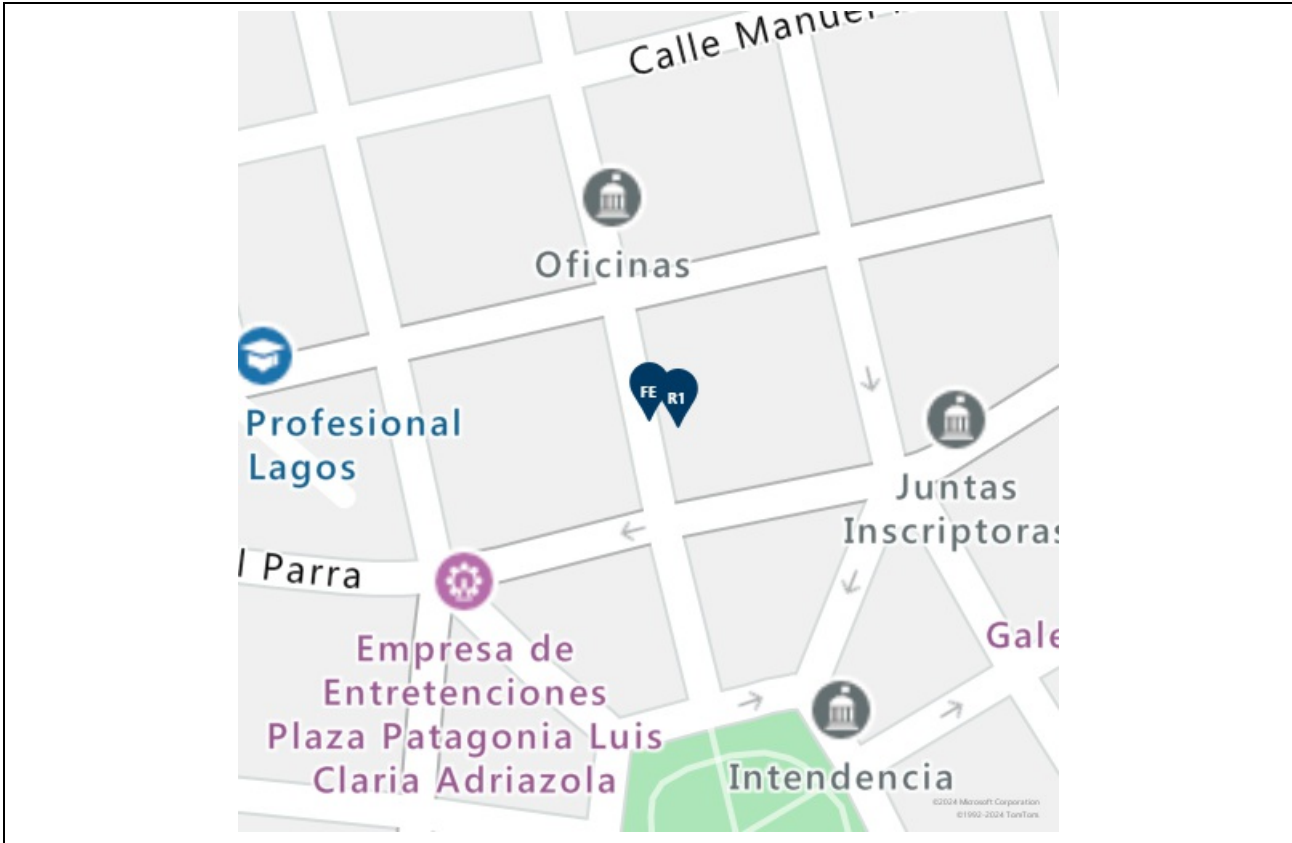 Calle Manuel
Oficinas
FE
R1
Profesional
Lagos
Juntas
Inscriptoras
l Parra
Gale
Empresa de
Entretenciones
Plaza Patagonia Luis
Claria Adriazola
Intendencia
©2024 Microsoft Corporation
©1992-2024 TomTom